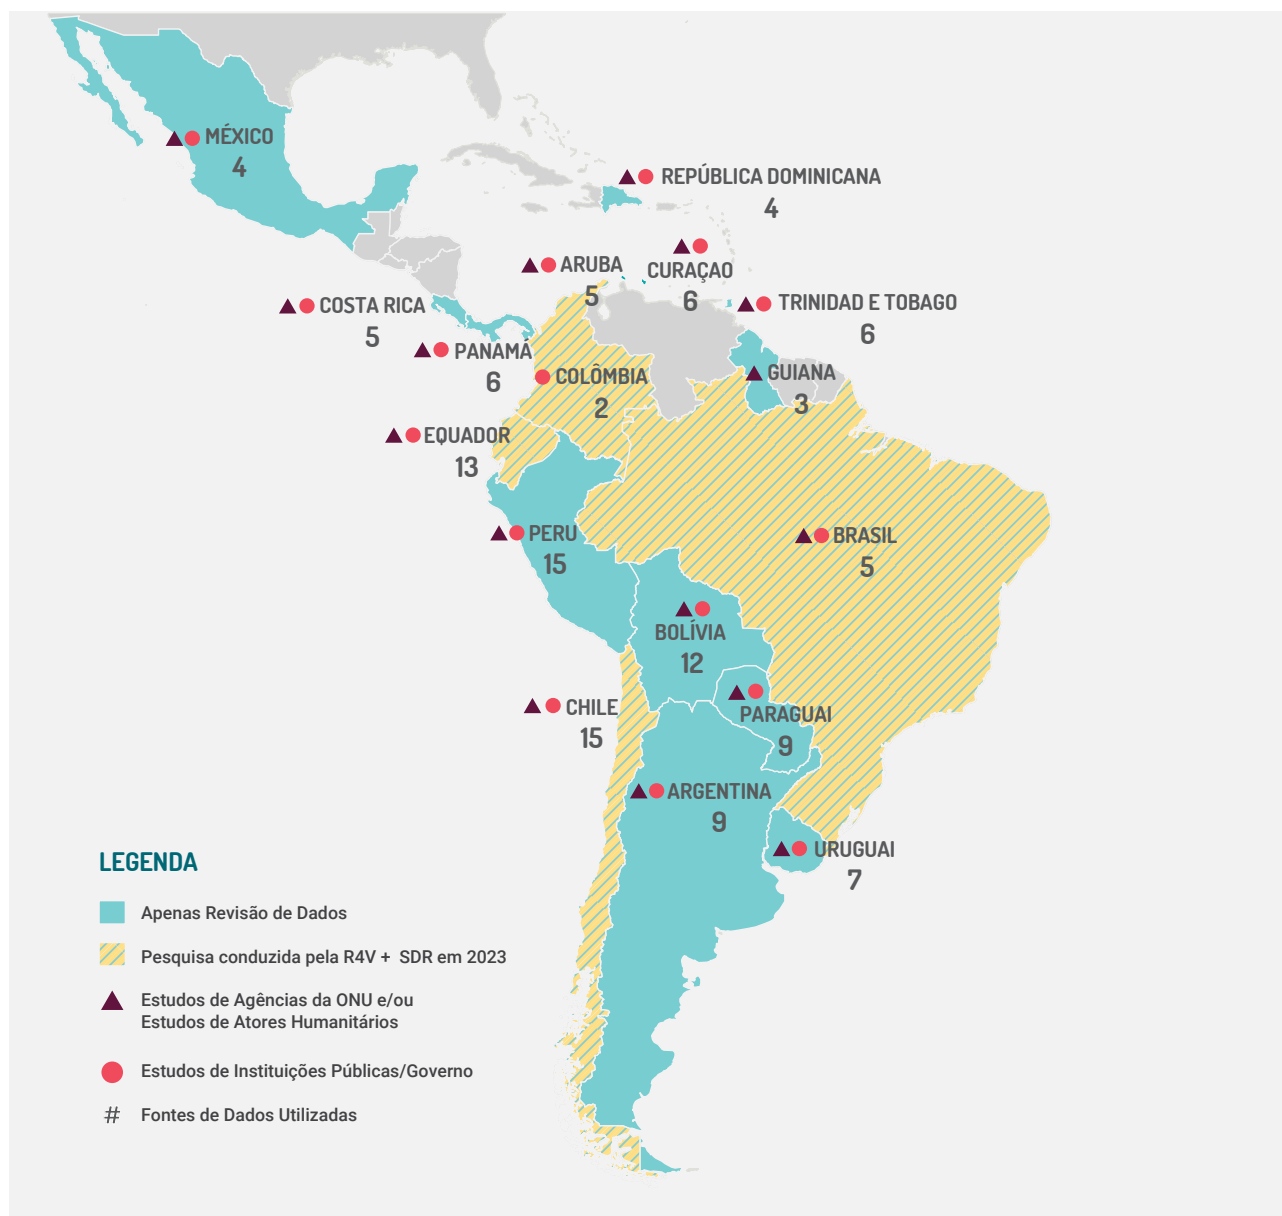 MÉXICO
4
REPÚBLICA DOMINICANA
4
CURAÇAO
6
ARUBA
5
COSTA RICA
5
TRINIDAD E TOBAGO
6
PANAMÁ
6
GUIANA
3
COLÔMBIA
2
EQUADOR
13
PERU
15
BRASIL
5
BOLÍVIA
12
CHILE
15
PARAGUAI
9
ARGENTINA
9
URUGUAI
7
LEGENDA
Apenas Revisão de Dados
Pesquisa conduzida pela R4V + SDR em 2023
Estudos de Agências da ONU e/ou
Estudos de Atores Humanitários
Estudos de Instituições Públicas/Governo
# Fontes de Dados Utilizadas